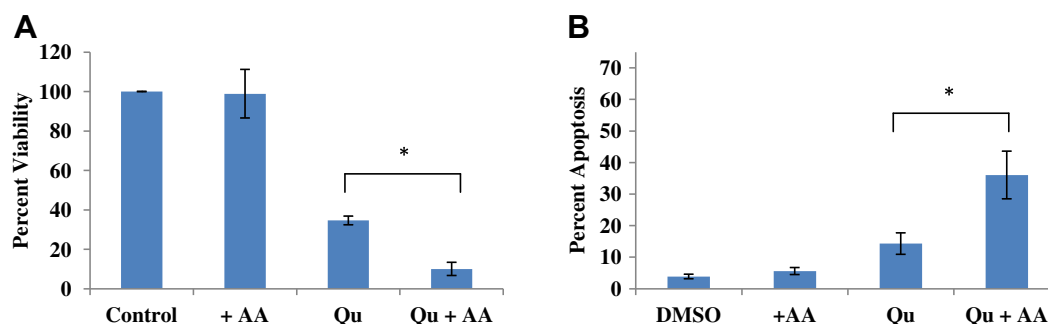 A
Percent Viability
120
100
80
60
40
20
0
*
Control + AA Qu Qu + AA
B
Percent Apoptosis
70
60
50
40
30
20
10
0
*
DMSO +AA Qu Qu + AA